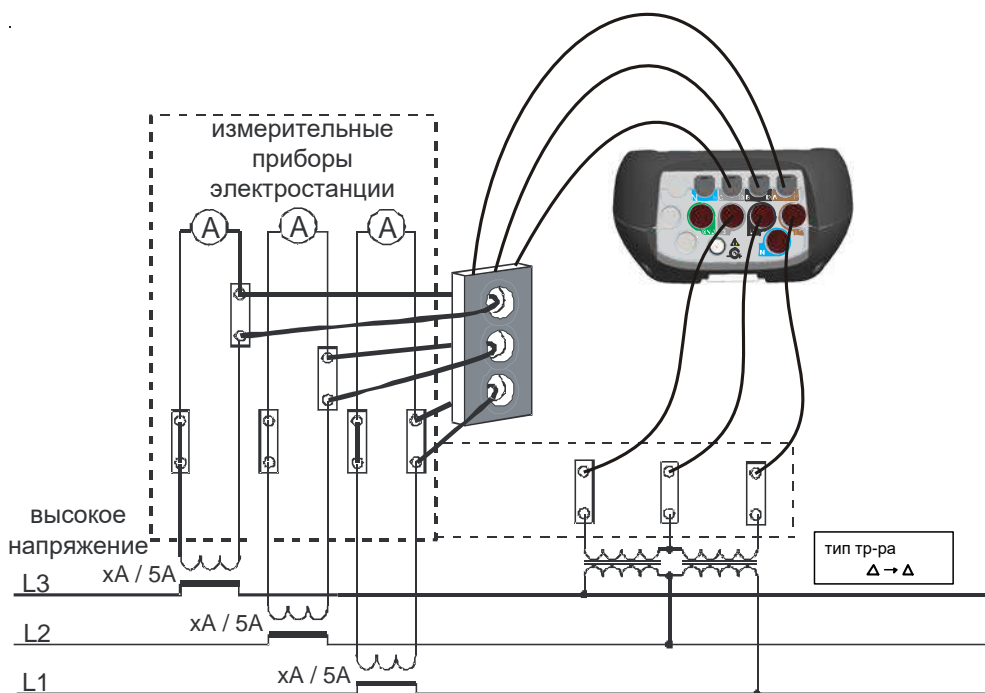 измерительные
приборы
электростанции
A
A
A
N
N
высокое
напряжение
L3
xA / 5A
L2
xA / 5A
L1
xA / 5A
тип тр-ра
Δ → Δ